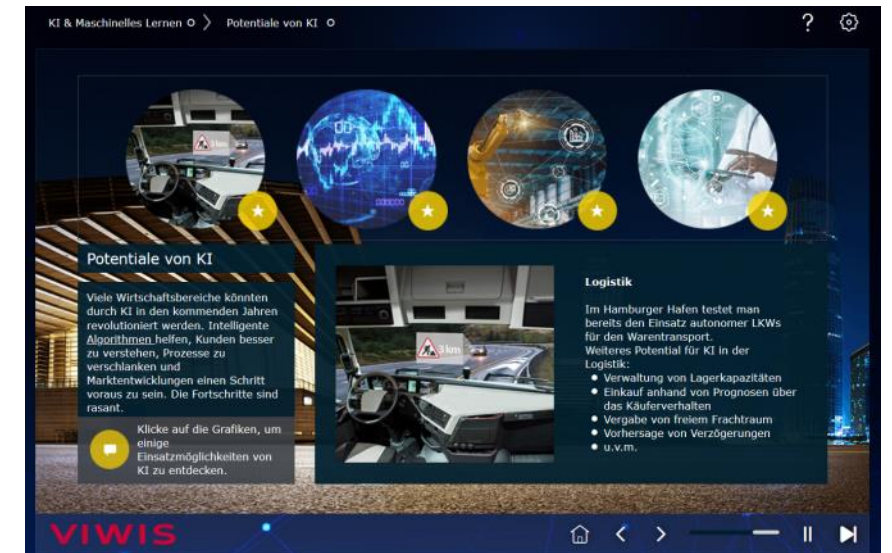 KI & Maschinelles Lernen
Potentiale von KI
?
3 km
Potentiale von KI
Viele Wirtschaftsbereiche könnten
durch KI in den kommenden Jahren
revolutioniert werden. Intelligente
Algorithmen helfen, Kunden besser
zu verstehen, Prozesse zu
verschlanken und
Marktentwicklungen einen Schritt
voraus zu sein. Die Fortschritte sind
rasant.
Klicke auf die Grafiken, um
einige
Einsatzmöglichkeiten von
KI zu entdecken.
3 km
Logistik
Im Hamburger Hafen testet man
bereits den Einsatz autonomer LKWs
für den Warentransport.
Weiteres Potential für KI in der
Logistik:
● Verwaltung von Lagerkapazitäten
● Einkauf anhand von Prognosen über
das Käuferverhalten
● Vergabe von freiem Frachtraum
● Vorhersage von Verzögerungen
● u.v.m.
VIWIS